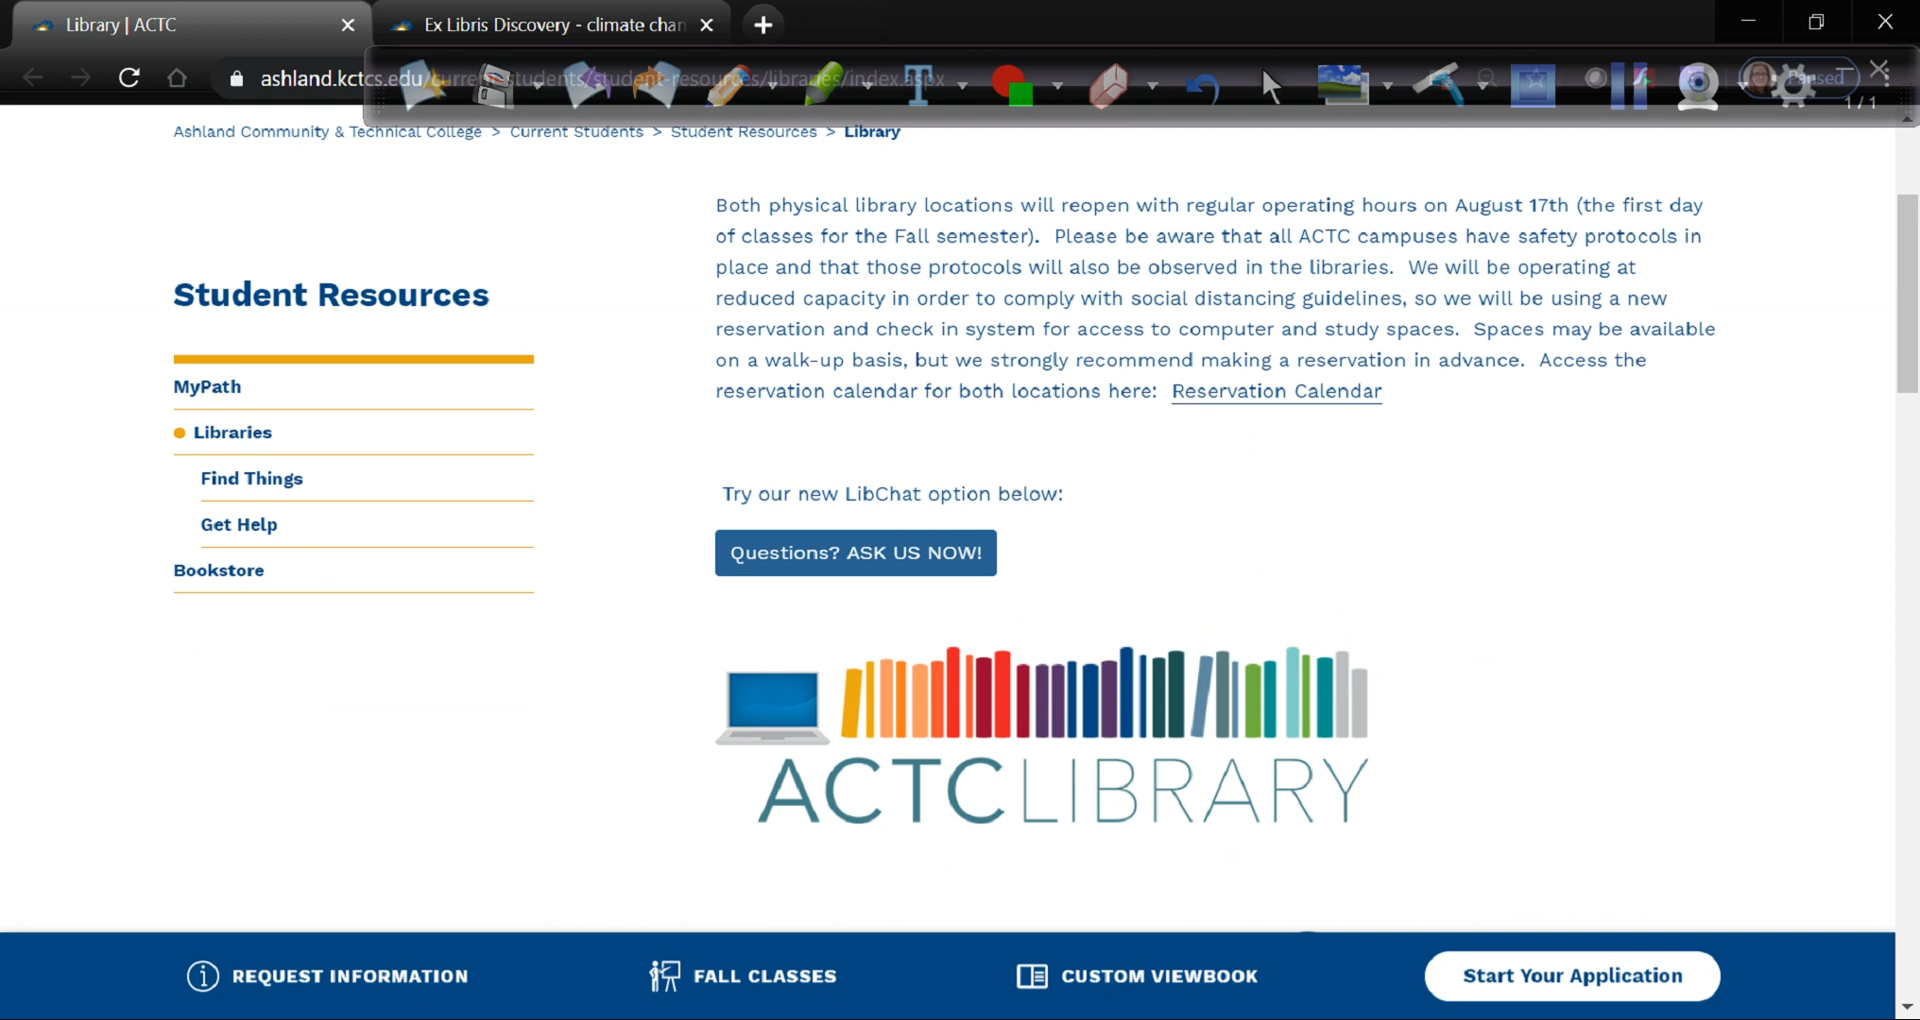 Library | ACTC
Ex Libris Discovery - climate chan
ashland.kctcs.edu/current-students/student-resources/libraries/index.aspx
Paused
1 / 1
Ashland Community & Technical College > Current Students > Student Resources > Library
Both physical library locations will reopen with regular operating hours on August 17th (the first day
of classes for the Fall semester). Please be aware that all ACTC campuses have safety protocols in
place and that those protocols will also be observed in the libraries. We will be operating at
reduced capacity in order to comply with social distancing guidelines, so we will be using a new
reservation and check in system for access to computer and study spaces. Spaces may be available
on a walk-up basis, but we strongly recommend making a reservation in advance. Access the
reservation calendar for both locations here: Reservation Calendar
Student Resources
MyPath
Libraries
Find Things
Get Help
Bookstore
Try our new LibChat option below:
Questions? ASK US NOW!
ACTCLIBRARY
REQUEST INFORMATION
FALL CLASSES
CUSTOM VIEWBOOK
Start Your Application